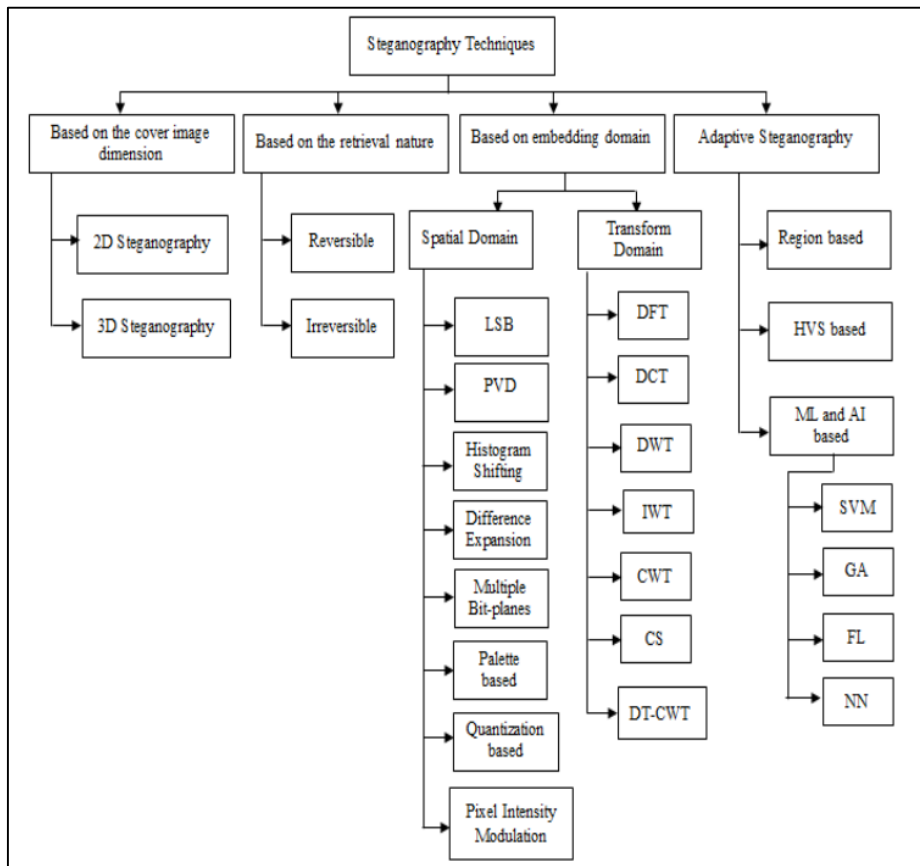 Steganography Techniques
Based on the cover image
dimension
Based on the retrieval nature
Based on embedding domain
Adaptive Steganography
2D Steganography
3D Steganography
Reversible
Irreversible
Spatial Domain
LSB
PVD
Histogram
Shifting
Difference
Expansion
Multiple
Bit-planes
Palette
based
Quantization
based
Pixel Intensity
Modulation
Transform
Domain
DFT
DCT
DWT
IWT
CWT
CS
DT-CWT
Region based
HVS based
ML and AI
based
SVM
GA
FL
NN